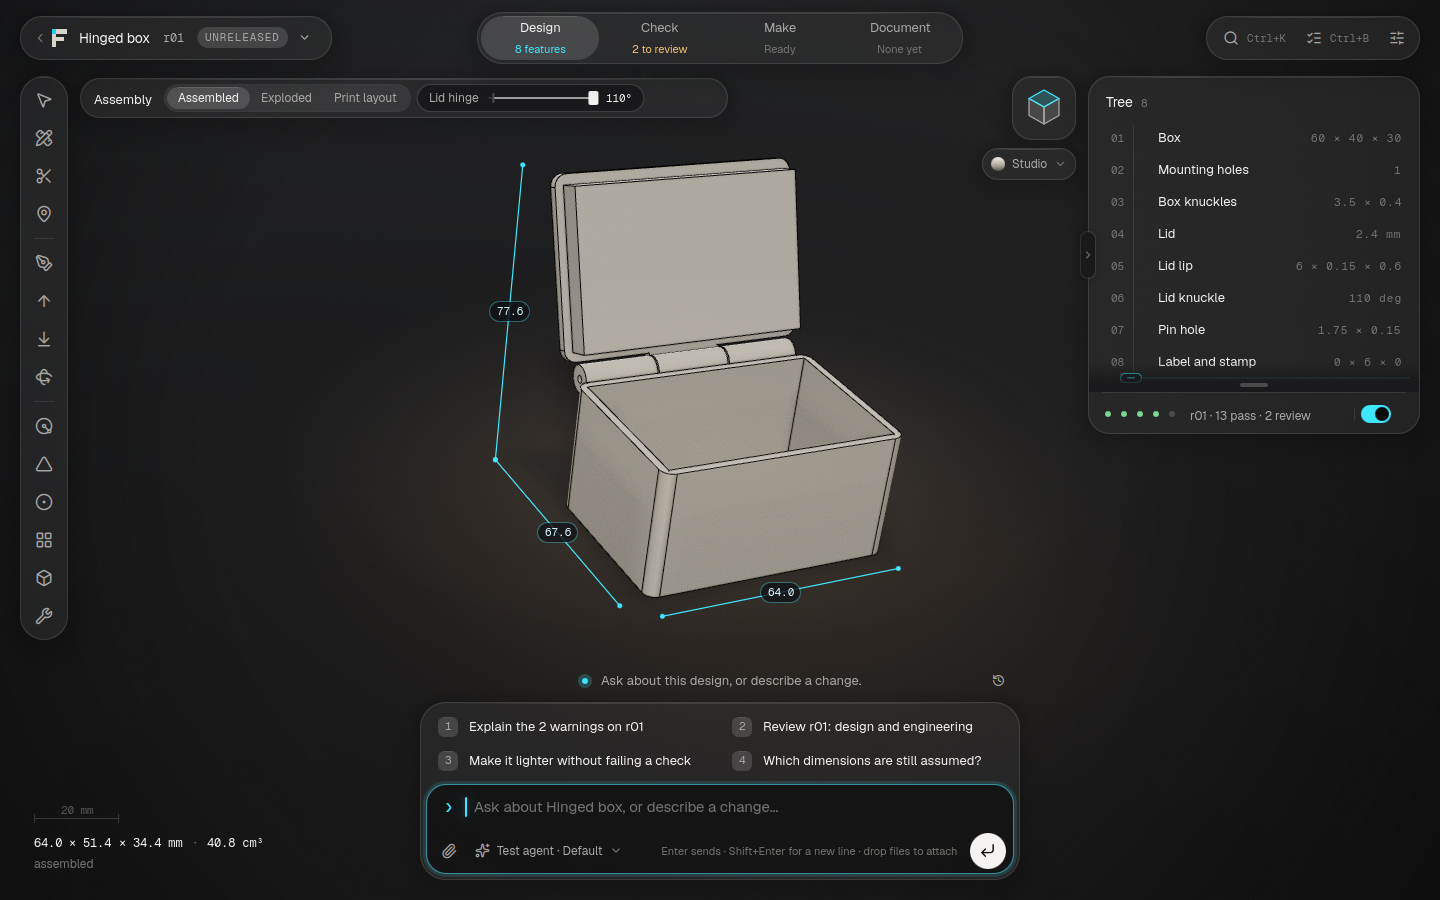 Hinged box r01 UNRELEASED
Design
8 features
Check
2 to review
Make
Ready
Document
None yet
Ctrl+K Ctrl+B
Assembly Assembled Exploded Print layout Lid hinge 110°
Studio
Tree 8
01 Box 60 × 40 × 30
02 Mounting holes 1
03 Box knuckles 3.5 × 0.4
04 Lid 2.4 mm
05 Lid lip 6 × 0.15 × 0.6
06 Lid knuckle 110 deg
07 Pin hole 1.75 × 0.15
08 Label and stamp 0 × 6 × 0
r01 · 13 pass · 2 review
77.6
67.6
64.0
Ask about this design, or describe a change.
1 Explain the 2 warnings on r01
2 Review r01: design and engineering
3 Make it lighter without failing a check
4 Which dimensions are still assumed?
Ask about Hinged box, or describe a change…
Test agent · Default
Enter sends · Shift+Enter for a new line · drop files to attach
20 mm
64.0 × 51.4 × 34.4 mm · 40.8 cm³
assembled